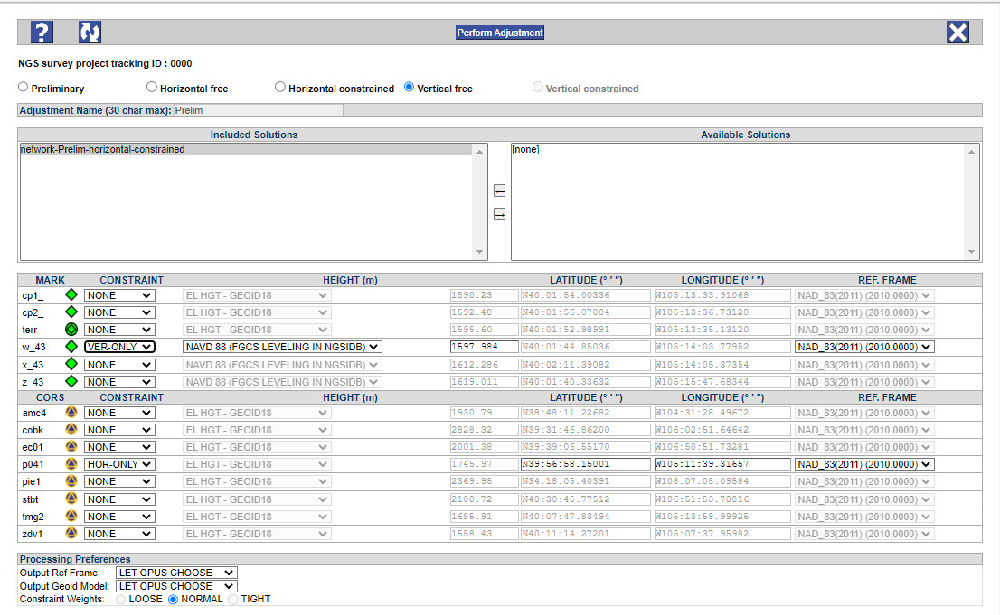 ? Perform Adjustment X
NGS survey project tracking ID : 0000
Preliminary Horizontal free Horizontal constrained Vertical free Vertical constrained
Adjustment Name (30 char max): Prelim
Included Solutions Available Solutions
network-Prelim-horizontal-constrained [none]
← 
→
MARK CONSTRAINT HEIGHT (m) LATITUDE (° ' ") LONGITUDE (° ' ") REF. FRAME
cp1_ NONE EL HGT - GEOID18 1590.23 N40:01:54.00336 W105:13:33.91068 NAD_83(2011) (2010.0000)
cp2_ NONE EL HGT - GEOID18 1592.48 N40:01:56.07084 W105:13:36.73128 NAD_83(2011) (2010.0000)
terr NONE EL HGT - GEOID18 1595.60 N40:01:52.98991 W105:13:35.13120 NAD_83(2011) (2010.0000)
w_43 VER-ONLY NAVD 88 (FGCS LEVELING IN NGSIDB) 1597.984 N40:01:44.85036 W105:14:03.77952 NAD_83(2011) (2010.0000)
x_43 NONE NAVD 88 (FGCS LEVELING IN NGSIDB) 1612.286 N40:02:11.39082 W105:14:05.37354 NAD_83(2011) (2010.0000)
z_43 NONE NAVD 88 (FGCS LEVELING IN NGSIDB) 1619.011 N40:01:40.33632 W105:15:47.68344 NAD_83(2011) (2010.0000)
CORS CONSTRAINT HEIGHT (m) LATITUDE (° ' ") LONGITUDE (° ' ") REF. FRAME
amc4 NONE EL HGT - GEOID18 1930.79 N38:48:11.22682 W104:31:28.49672 NAD_83(2011) (2010.0000)
cobk NONE EL HGT - GEOID18 2828.32 N39:31:46.86200 W106:02:51.64642 NAD_83(2011) (2010.0000)
ec01 NONE EL HGT - GEOID18 2001.38 N39:39:06.55170 W106:50:51.73281 NAD_83(2011) (2010.0000)
p041 HOR-ONLY EL HGT - GEOID18 1745.97 N39:56:58.15001 W105:11:39.31657 NAD_83(2011) (2010.0000)
pie1 NONE EL HGT - GEOID18 2369.95 N34:18:05.40391 W108:07:08.09584 NAD_83(2011) (2010.0000)
stbt NONE EL HGT - GEOID18 2100.72 N40:30:45.77512 W106:51:53.78816 NAD_83(2011) (2010.0000)
tmg2 NONE EL HGT - GEOID18 1685.91 N40:07:47.83494 W105:13:58.99925 NAD_83(2011) (2010.0000)
zdv1 NONE EL HGT - GEOID18 1558.43 N40:11:14.27201 W105:07:37.95982 NAD_83(2011) (2010.0000)
Processing Preferences
Output Ref Frame: LET OPUS CHOOSE
Output Geoid Model: LET OPUS CHOOSE
Constraint Weights: LOOSE NORMAL TIGHT